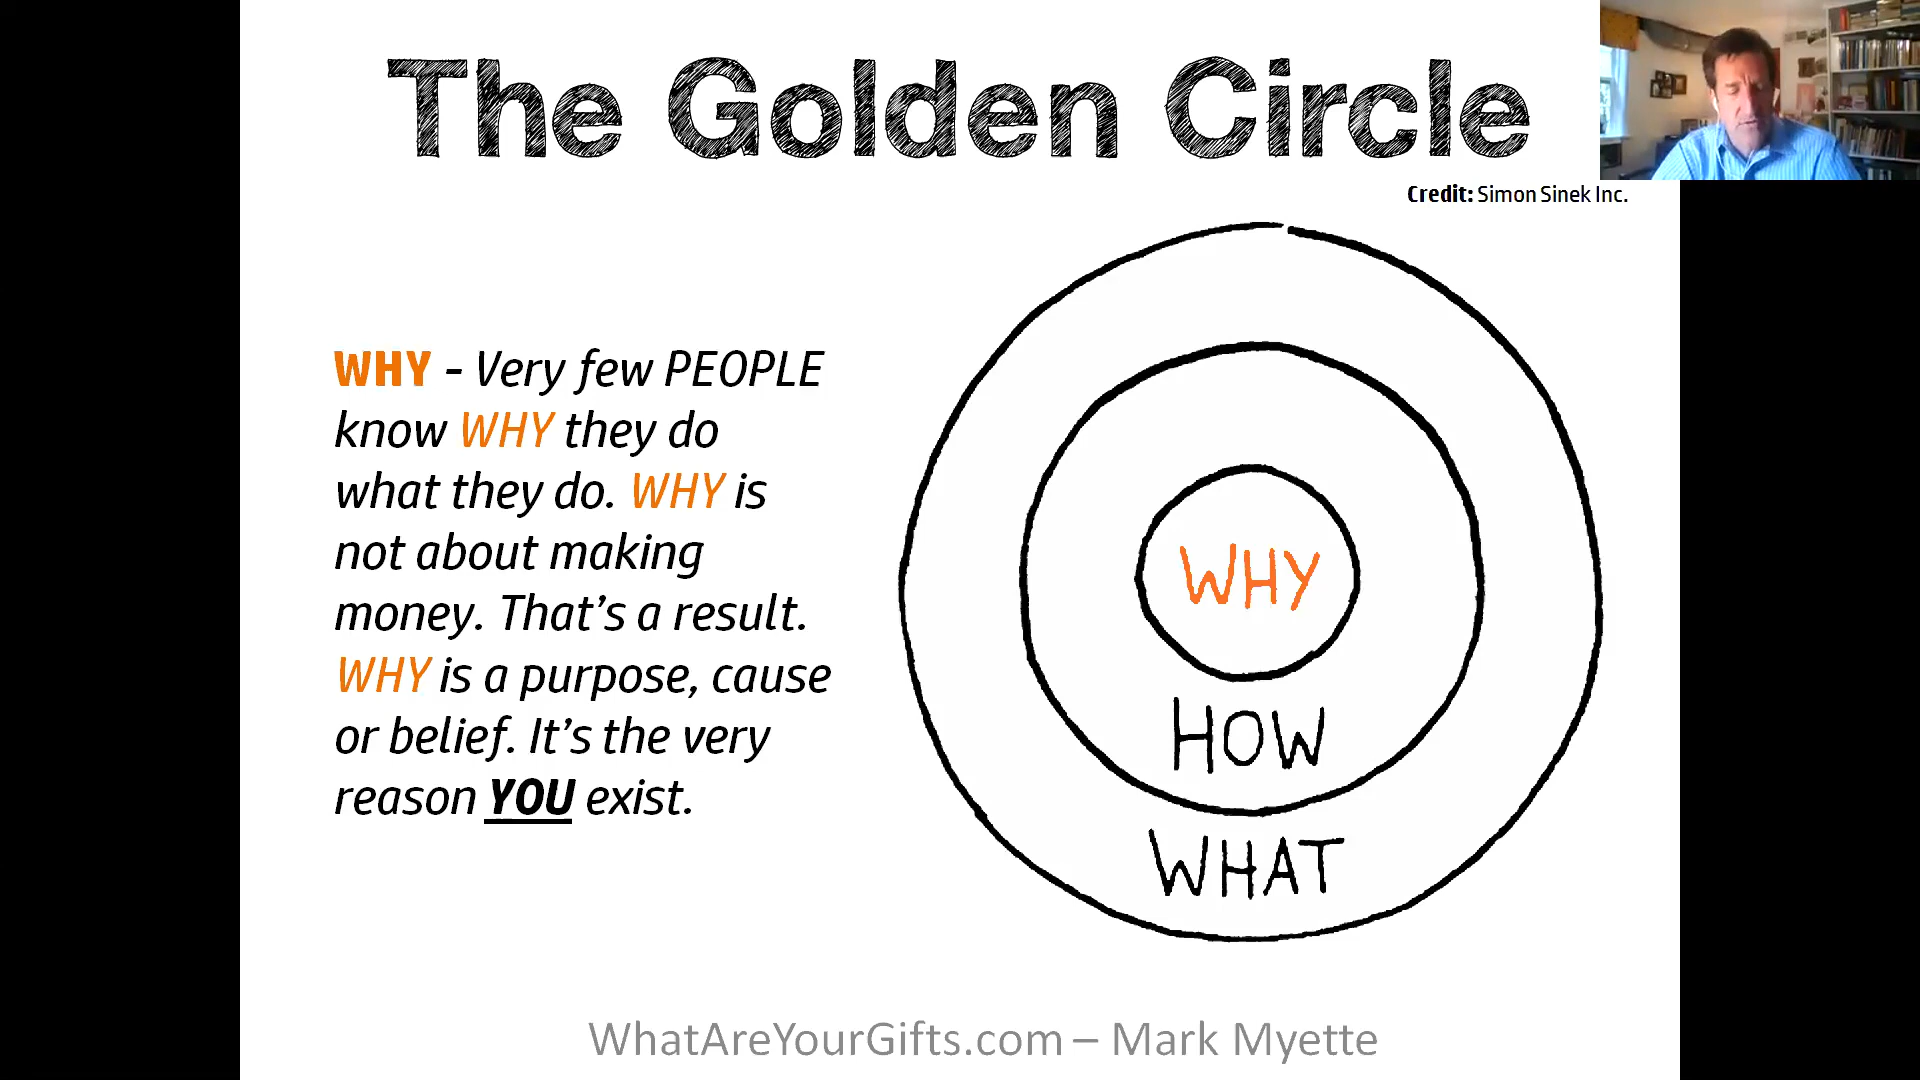 The Golden Circle
Credit: Simon Sinek Inc.
WHY - Very few PEOPLE
know WHY they do
what they do. WHY is
not about making
money. That’s a result.
WHY is a purpose, cause
or belief. It’s the very
reason YOU exist.
WHY
HOW
WHAT
WhatAreYourGifts.com – Mark Myette